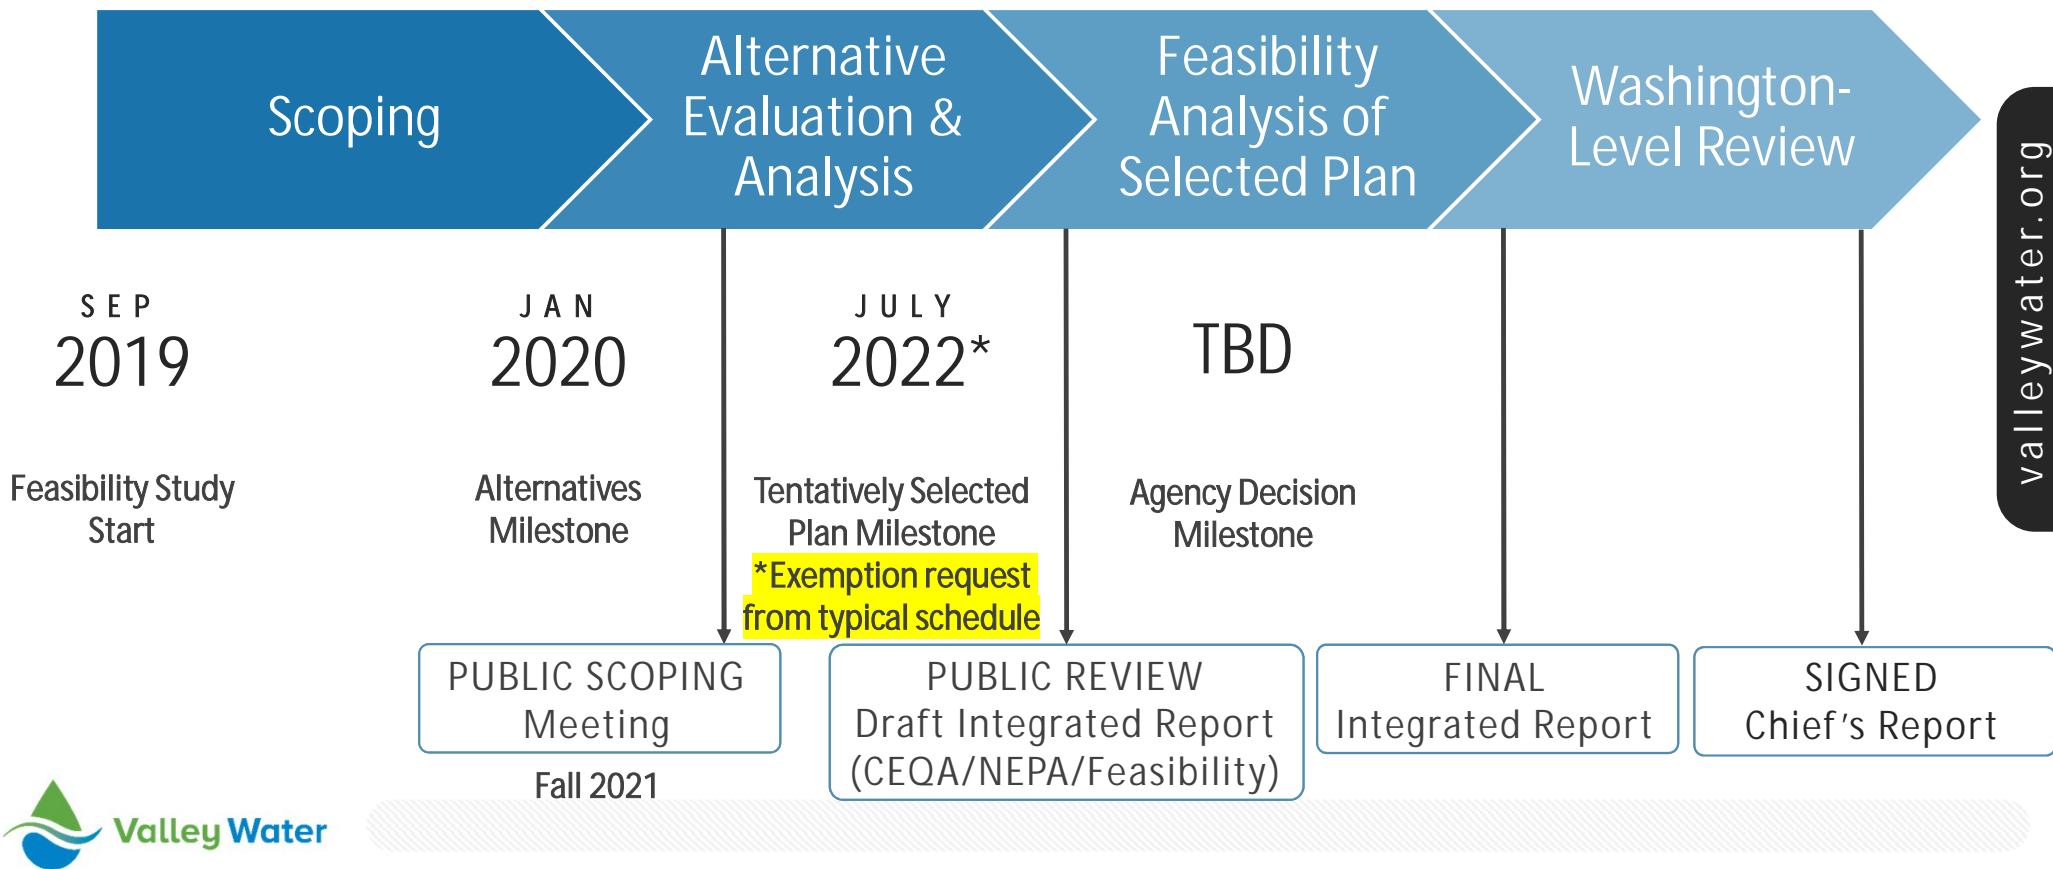 Scoping
Alternative
Evaluation &
Analysis
Feasibility
Analysis of
Selected Plan
Washington-
Level Review
SEP
2019
JAN
2020
JULY
2022*
TBD
Feasibility Study
Start
Alternatives
Milestone
Tentatively Selected
Plan Milestone
*Exemption request
from typical schedule
Agency Decision
Milestone
PUBLIC SCOPING
Meeting
Fall 2021
PUBLIC REVIEW
Draft Integrated Report
(CEQA/NEPA/Feasibility)
FINAL
Integrated Report
SIGNED
Chief's Report
valleywater.org
Valley Water